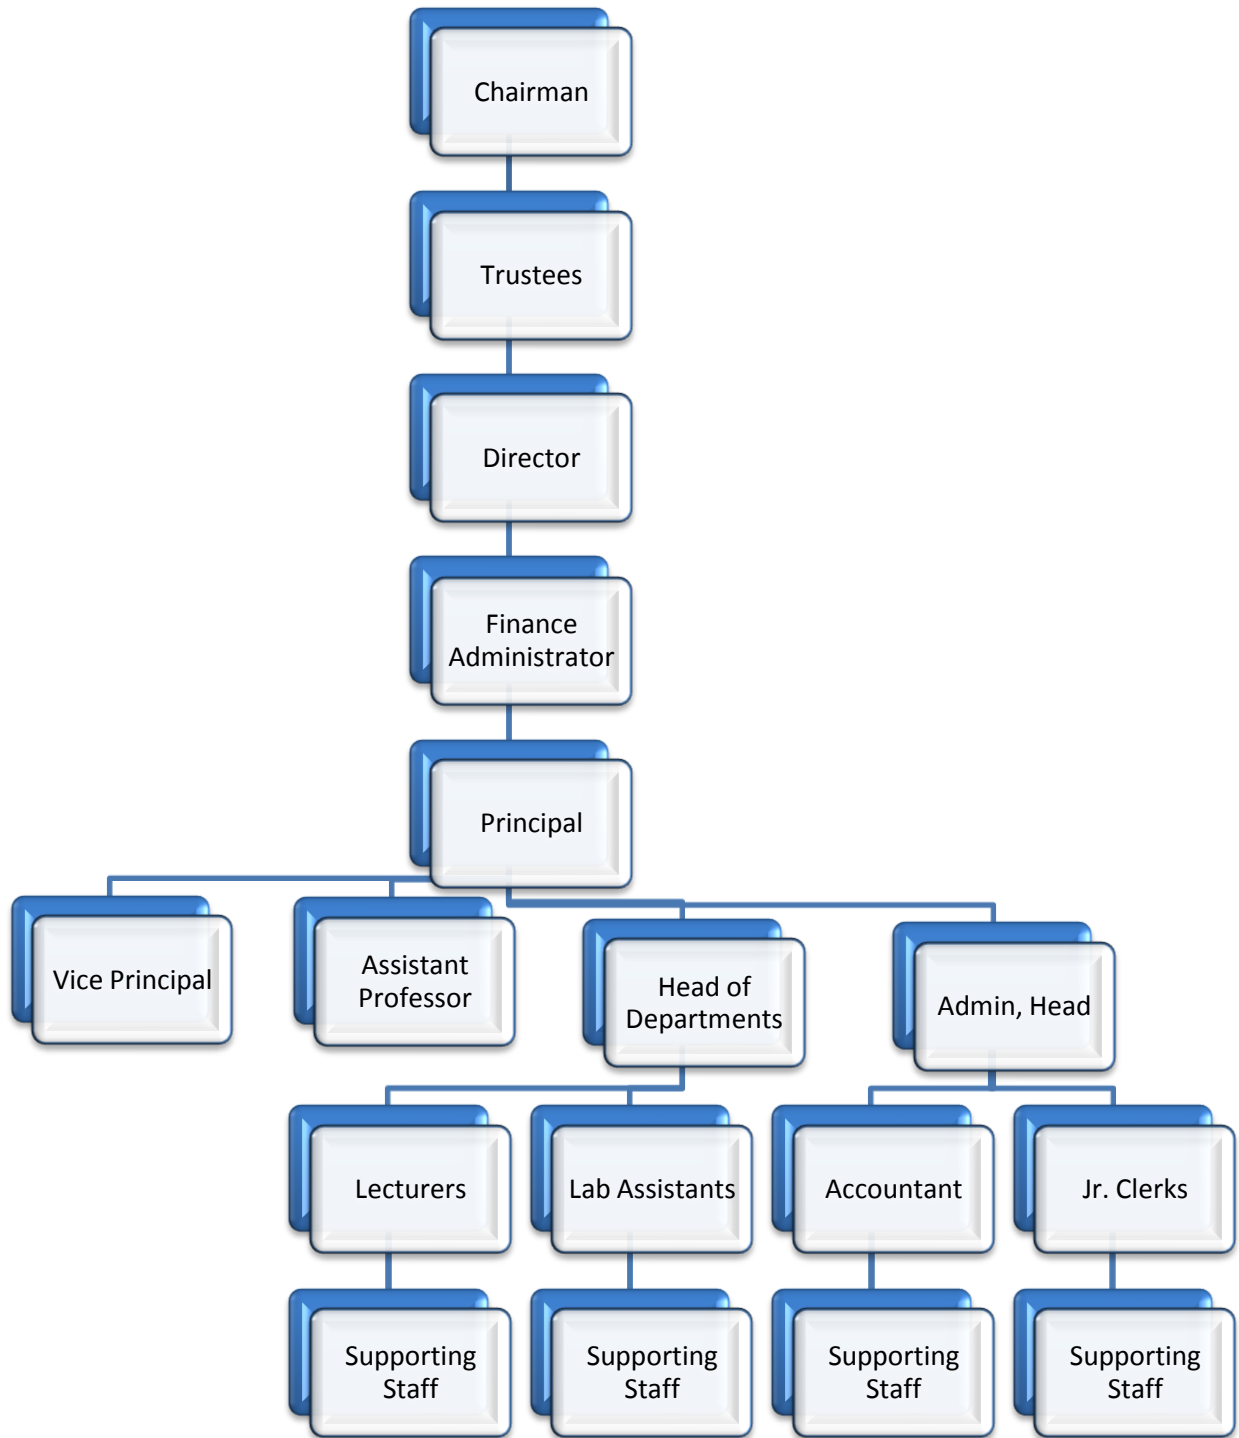 Chairman
Trustees
Director
Finance
Administrator
Principal
Vice Principal
Assistant
Professor
Head of
Departments
Admin, Head
Lecturers
Lab Assistants
Accountant
Jr. Clerks
Supporting
Staff
Supporting
Staff
Supporting
Staff
Supporting
Staff